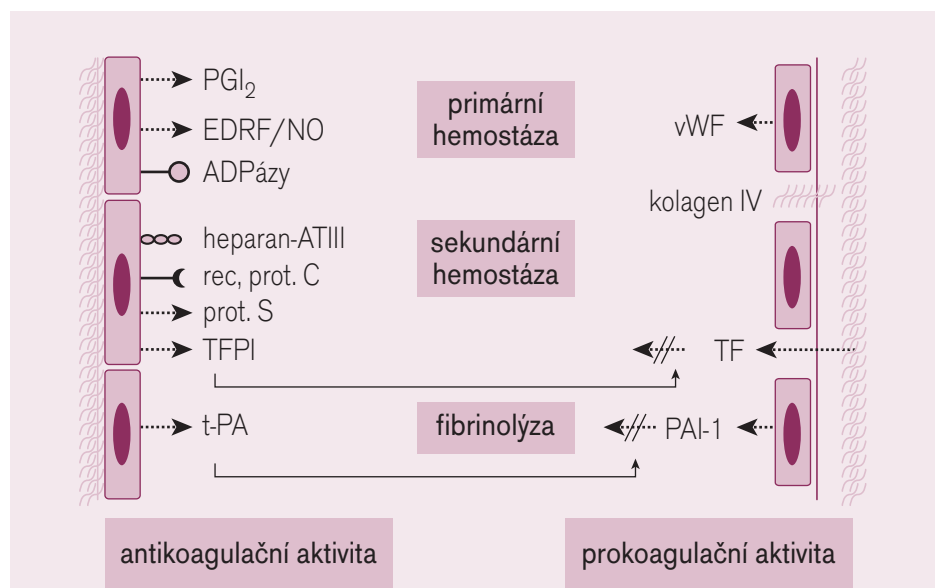 PGI₂
EDRF/NO
ADPázy
primární
hemostáza
vWF
kolagen IV
heparan-ATIII
rec, prot. C
prot. S
TFPI
sekundární
hemostáza
TF
t-PA
fibrinolýza
PAI-1
antikoagulační aktivita
prokoagulační aktivita